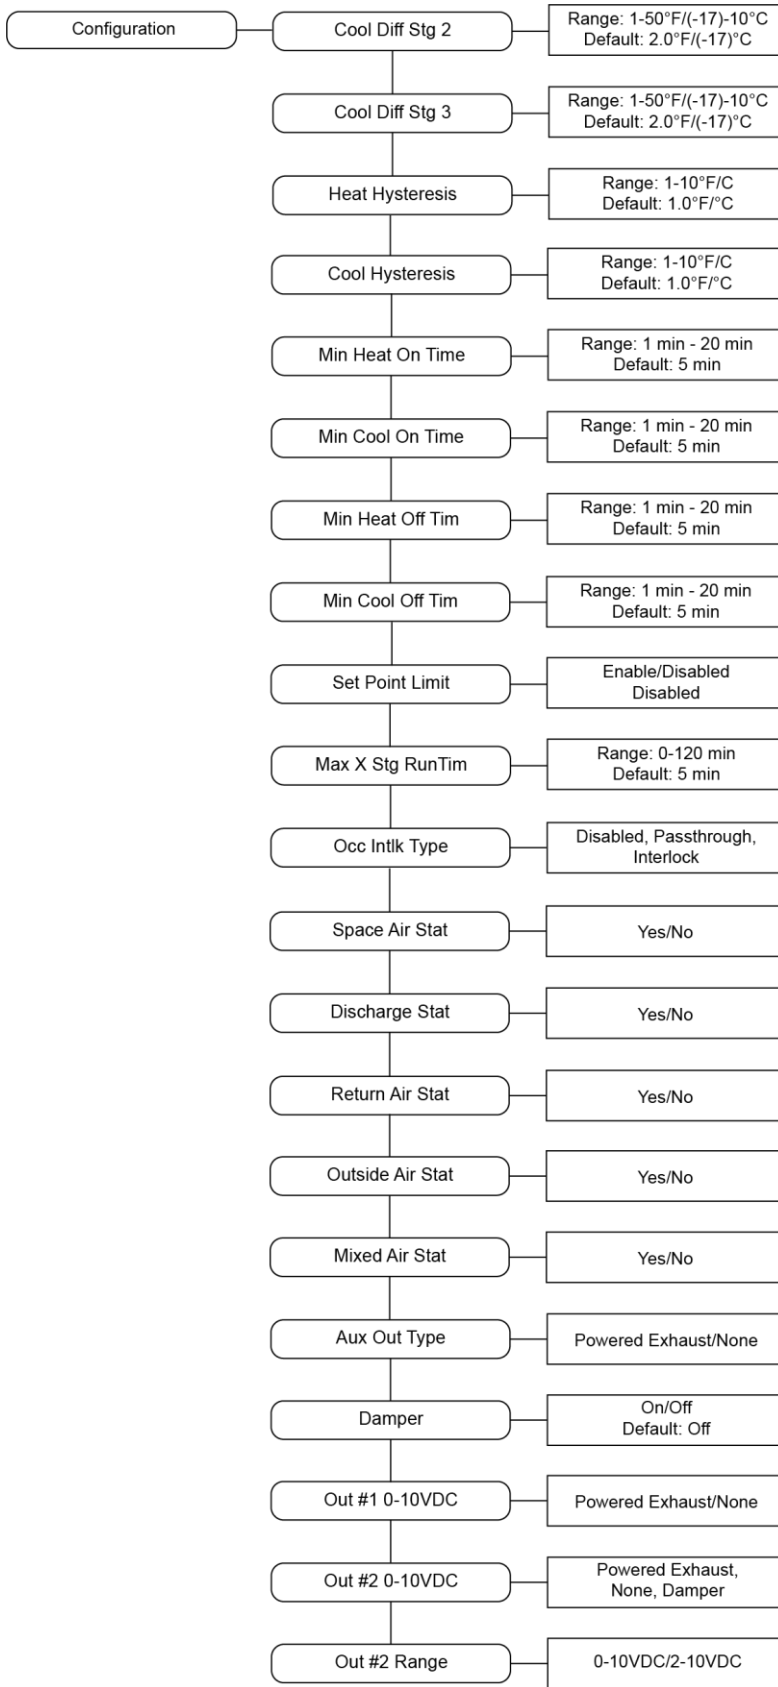 Configuration
Cool Diff Stg 2
Range: 1-50°F/(-17)-10°C
Default: 2.0°F/(-17)°C
Cool Diff Stg 3
Range: 1-50°F/(-17)-10°C
Default: 2.0°F/(-17)°C
Heat Hysteresis
Range: 1-10°F/C
Default: 1.0°F/°C
Cool Hysteresis
Range: 1-10°F/C
Default: 1.0°F/°C
Min Heat On Time
Range: 1 min - 20 min
Default: 5 min
Min Cool On Time
Range: 1 min - 20 min
Default: 5 min
Min Heat Off Tim
Range: 1 min - 20 min
Default: 5 min
Min Cool Off Tim
Range: 1 min - 20 min
Default: 5 min
Set Point Limit
Enable/Disabled
Disabled
Max X Stg RunTim
Range: 0-120 min
Default: 5 min
Occ Intlk Type
Disabled, Passthrough,
Interlock
Space Air Stat
Yes/No
Discharge Stat
Yes/No
Return Air Stat
Yes/No
Outside Air Stat
Yes/No
Mixed Air Stat
Yes/No
Aux Out Type
Powered Exhaust/None
Damper
On/Off
Default: Off
Out #1 0-10VDC
Powered Exhaust/None
Out #2 0-10VDC
Powered Exhaust,
None, Damper
Out #2 Range
0-10VDC/2-10VDC